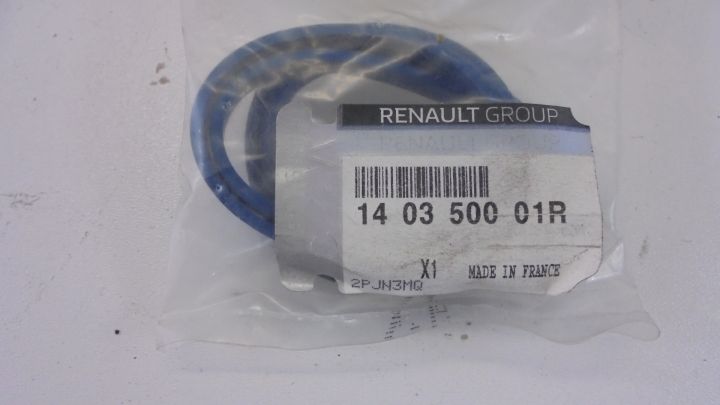 RENAULT GROUP
14 03 500 01R
X1 MADE IN FRANCE
2PJN3MQ